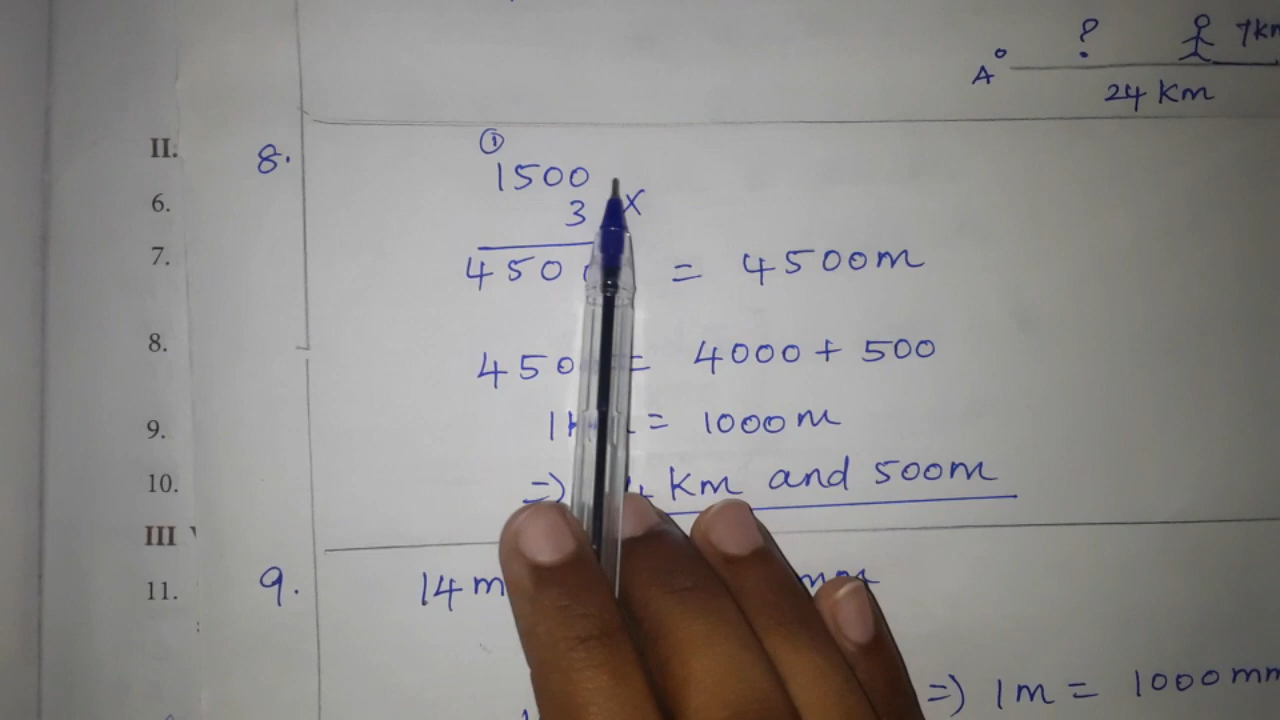 ? 7km
A 24 Km
II.
8.
①
1500
6.
3 x
7.
450 = 4500m
8.
450 = 4000 + 500
9.
= 1000m
10.
=) Km and 500m
III
9. 14m
11.
=) 1m = 1000mm